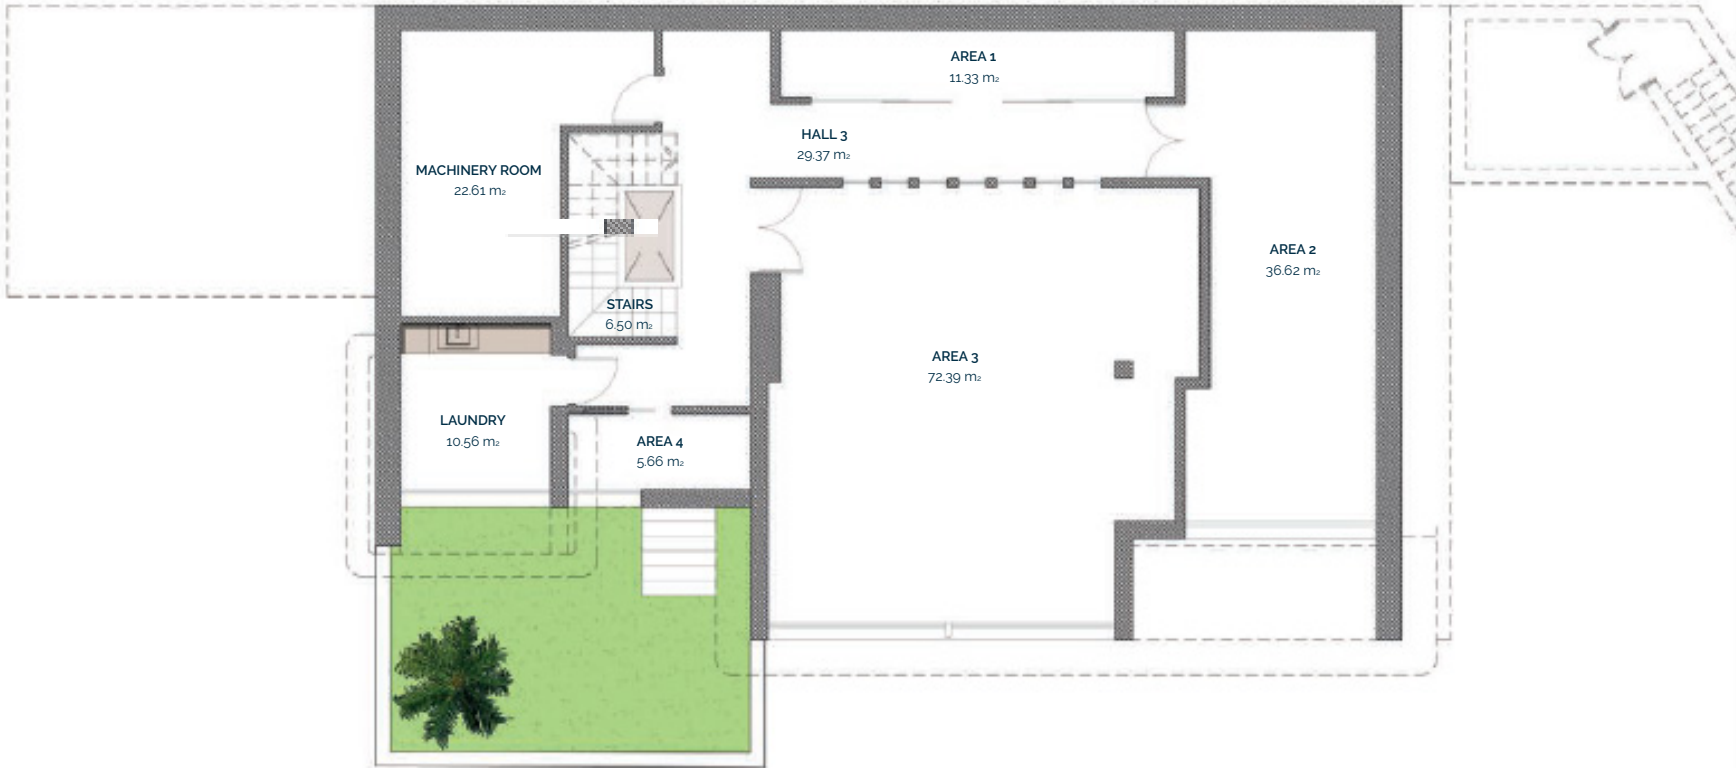 AREA 1
11.33 m2
HALL 3
29.37 m2
MACHINERY ROOM
22.61 m2
AREA 2
36.62 m2
STAIRS
6.50 m2
AREA 3
72.39 m2
LAUNDRY
10.56 m2
AREA 4
5.66 m2